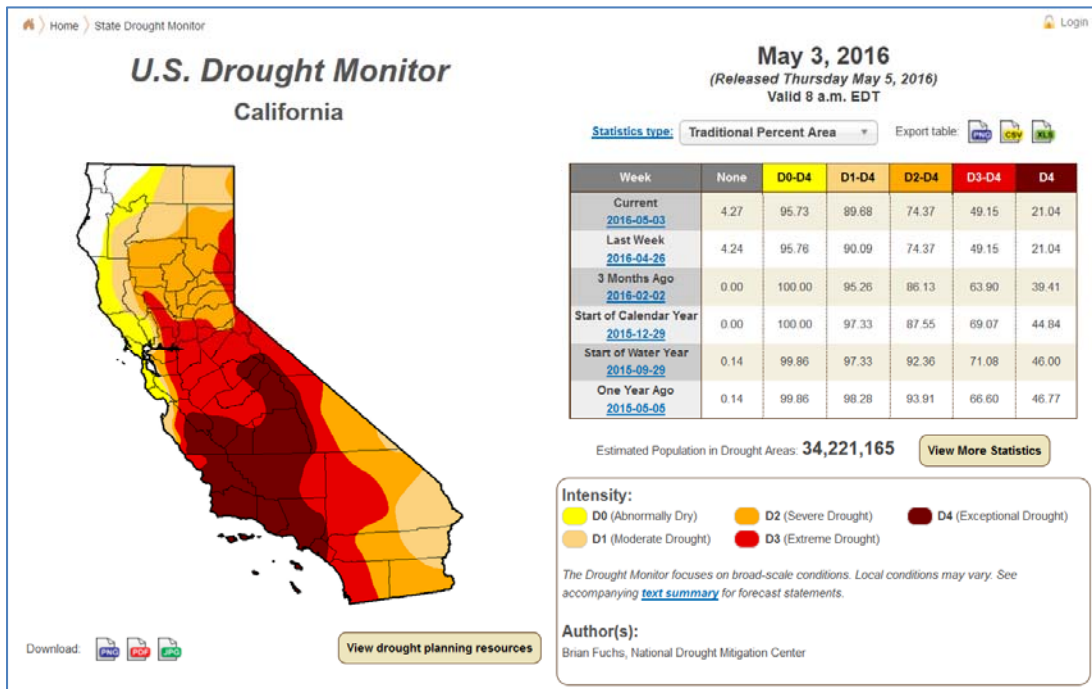 Home State Drought Monitor
Login
U.S. Drought Monitor
California
May 3, 2016
(Released Thursday May 5, 2016)
Valid 8 a.m. EDT
Statistics type: Traditional Percent Area
Export table: PNG CSV XLS
Week None D0-D4 D1-D4 D2-D4 D3-D4 D4
Current
2016-05-03 4.27 95.73 89.68 74.37 49.15 21.04
Last Week
2016-04-26 4.24 95.76 90.09 74.37 49.15 21.04
3 Months Ago
2016-02-02 0.00 100.00 95.26 86.13 63.90 39.41
Start of Calendar Year
2015-12-29 0.00 100.00 97.33 87.55 69.07 44.84
Start of Water Year
2015-09-29 0.14 99.86 97.33 92.36 71.08 46.00
One Year Ago
2015-05-05 0.14 99.86 98.28 93.91 66.60 46.77
Estimated Population in Drought Areas: 34,221,165
View More Statistics
Intensity:
D0 (Abnormally Dry) D2 (Severe Drought) D4 (Exceptional Drought)
D1 (Moderate Drought) D3 (Extreme Drought)
The Drought Monitor focuses on broad-scale conditions. Local conditions may vary. See
accompanying text summary for forecast statements.
Author(s):
Brian Fuchs, National Drought Mitigation Center
Download: PNG PDF JPG
View drought planning resources